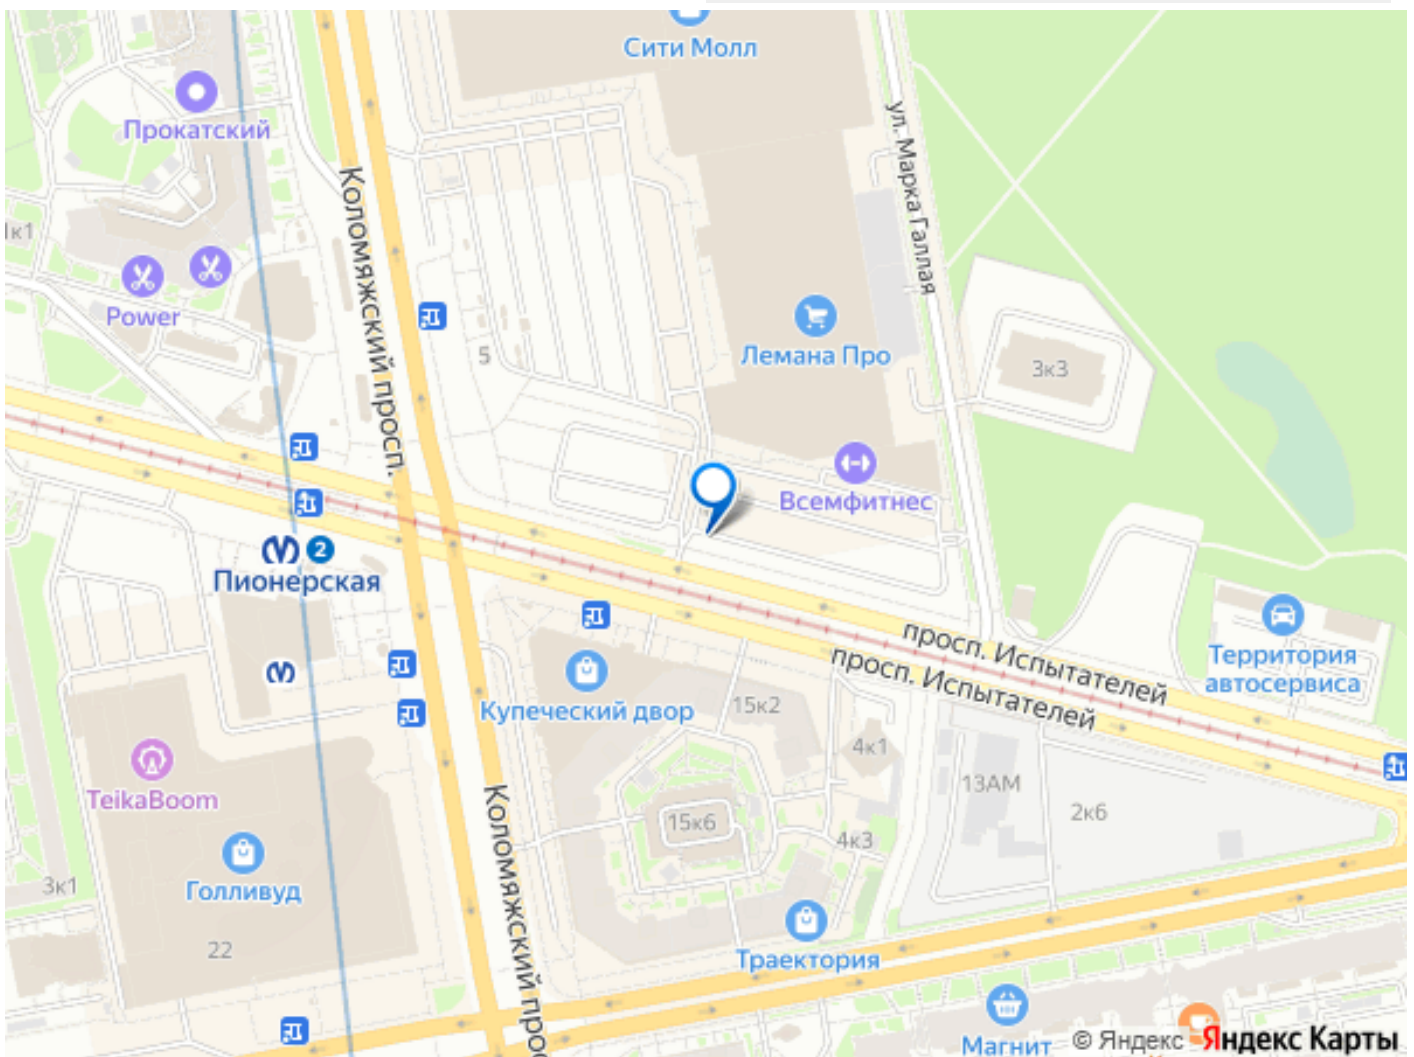 Сити Молл
Прокатский
ул. Марка Галлая
Коломяжский просп.
1к1
Power
5
Лемана Про
3к3
Всемфитнес
2
Пионерская
просп. Испытателей
просп. Испытателей
Территория
автосервиса
Купеческий двор
15к2
4к1
13АМ
2к6
TeikaBoom
15к6
4к3
Коломяжский прос
3к1
Голливуд
22
Траектория
Магнит
© Яндекс Яндекс Карты